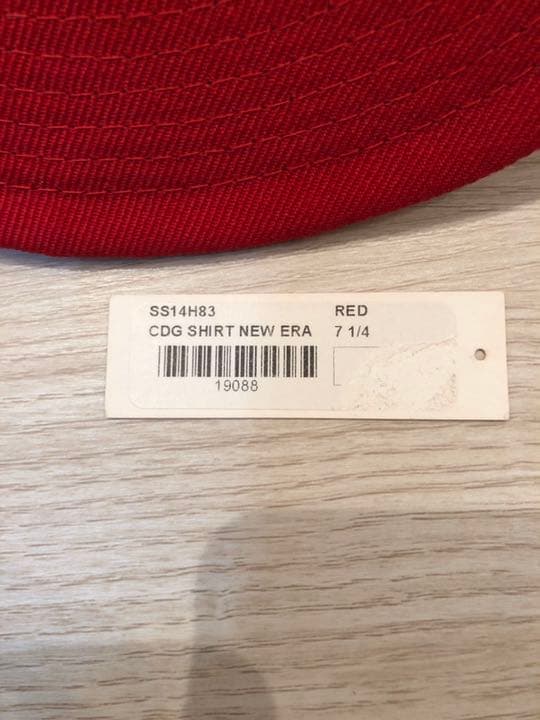 SS14H83 RED
CDG SHIRT NEW ERA 7 1/4
19088